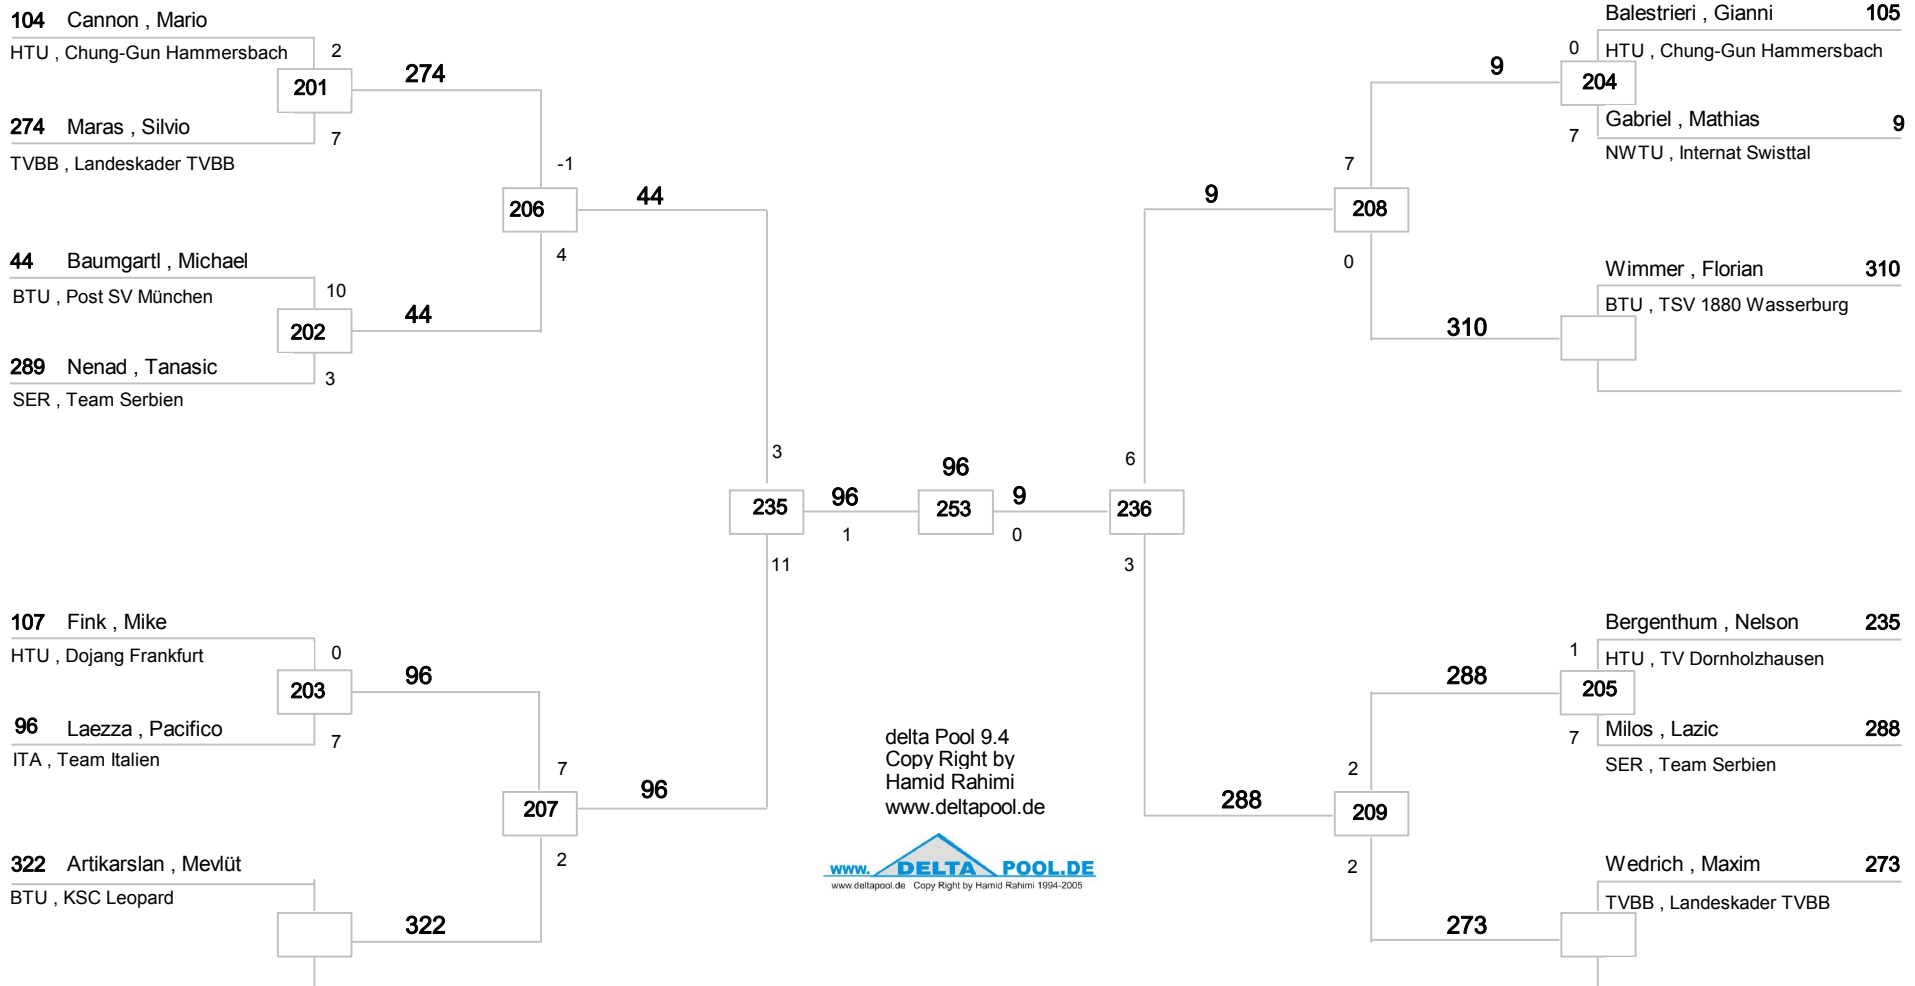 104 Cannon , Mario
HTU , Chung-Gun Hammersbach
2
201
274
274 Maras , Silvio
7
TVBB , Landeskader TVBB
-1
206
44
4
44 Baumgartl , Michael
BTU , Post SV München
10
202
44
289 Nenad , Tanasic
3
SER , Team Serbien
3
235
96
1
11
96
253
9
0
107 Fink , Mike
HTU , Dojang Frankfurt
0
203
96
96 Laezza , Pacifico
7
ITA , Team Italien
7
207
96
2
322 Artikarslan , Mevlüt
BTU , KSC Leopard
322
delta Pool 9.4
Copy Right by
Hamid Rahimi
www.deltapool.de
www. DELTA POOL.DE
www.deltapool.de Copy Right by Hamid Rahimi 1994-2005
Balestrieri , Gianni 105
0
HTU , Chung-Gun Hammersbach
9
204
Gabriel , Mathias 9
7
NWTU , Internat Swisttal
7
9
208
0
Wimmer , Florian 310
BTU , TSV 1880 Wasserburg
310
6
236
3
Bergenthum , Nelson 235
1
HTU , TV Dornholzhausen
288
205
Milos , Lazic 288
7
SER , Team Serbien
2
288
209
2
Wedrich , Maxim 273
TVBB , Landeskader TVBB
273